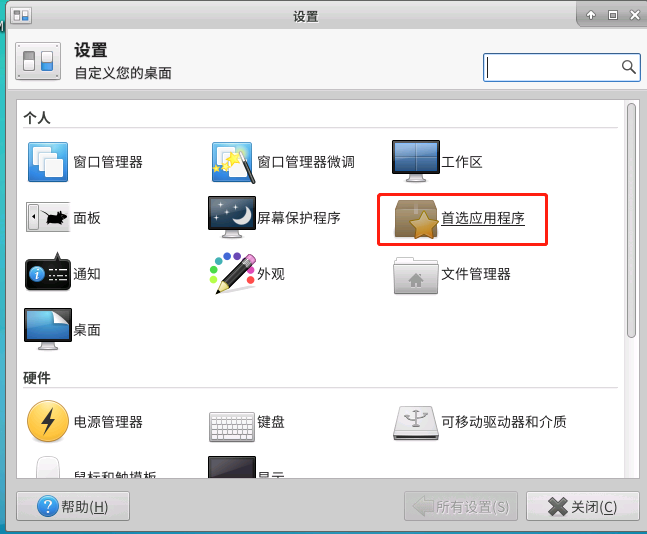 设置
设置
自定义您的桌面
个人
窗口管理器
窗口管理器微调
工作区
面板
屏幕保护程序
首选应用程序
通知
外观
文件管理器
桌面
硬件
电源管理器
键盘
可移动驱动器和介质
鼠标和触摸板
显示
帮助(H)
所有设置(S)
关闭(C)